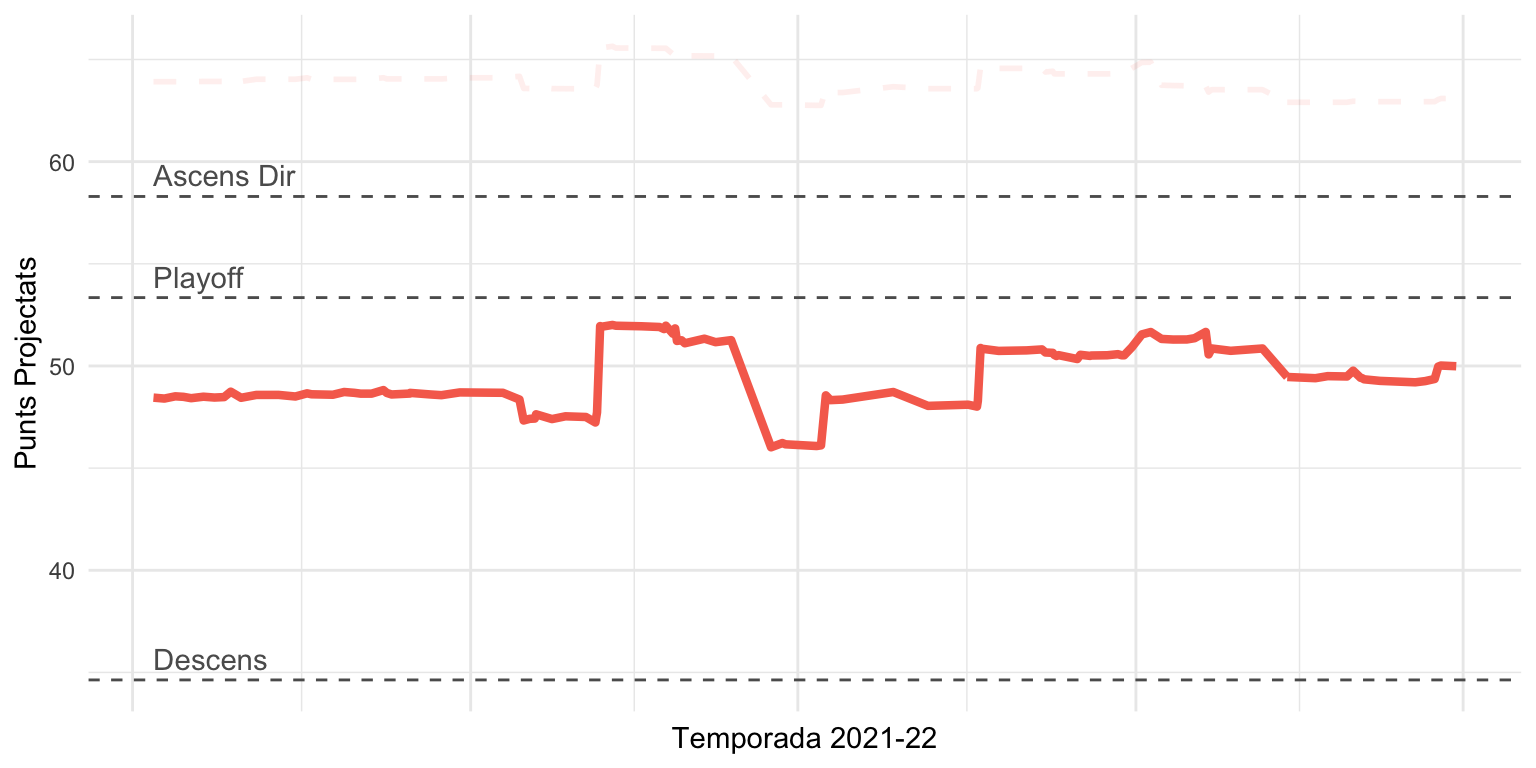 60
Ascens Dir
Playoff
50
40
Descens
Punts Projectats
Temporada 2021-22